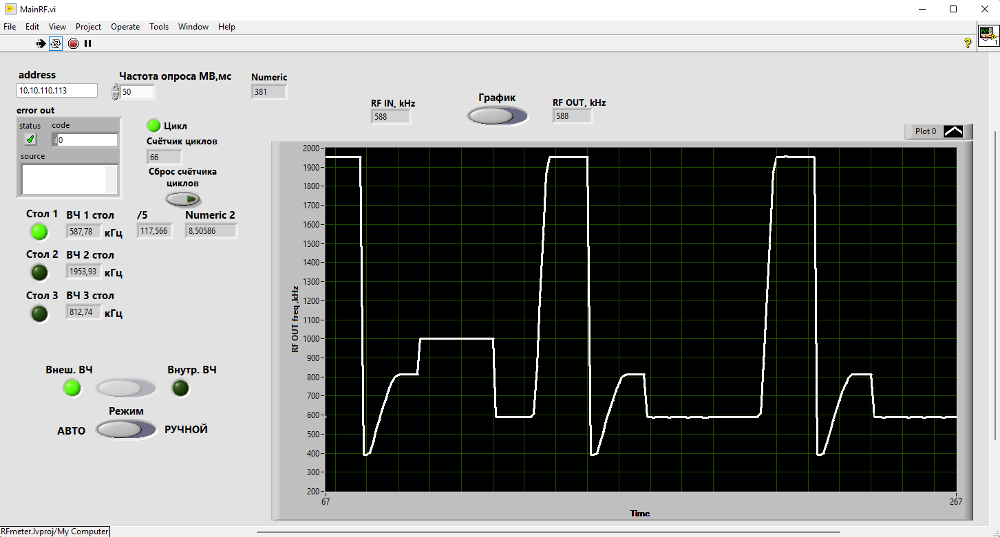 MainRF.vi
File Edit View Project Operate Tools Window Help
?
1
address
10.10.110.113
Частота опроса МВ,мс
50
Numeric
381
RF IN, kHz
588
График
RF OUT, kHz
588
error out
status
code
d 0
source
Цикл
Счётчик циклов
66
Сброс счётчика
циклов
Стол 1
ВЧ 1 стол
587,78
кГц
/5
117,566
Numeric 2
8,50586
Стол 2
ВЧ 2 стол
1953,93
кГц
Стол 3
ВЧ 3 стол
812,74
кГц
Внеш. ВЧ
Внутр. ВЧ
Режим
АВТО
РУЧНОЙ
Plot 0
RF OUT freq ,kHz
2000
1900
1800
1700
1600
1500
1400
1300
1200
1100
1000
900
800
700
600
500
400
300
200
67
267
Time
RFmeter.lvproj/My Computer